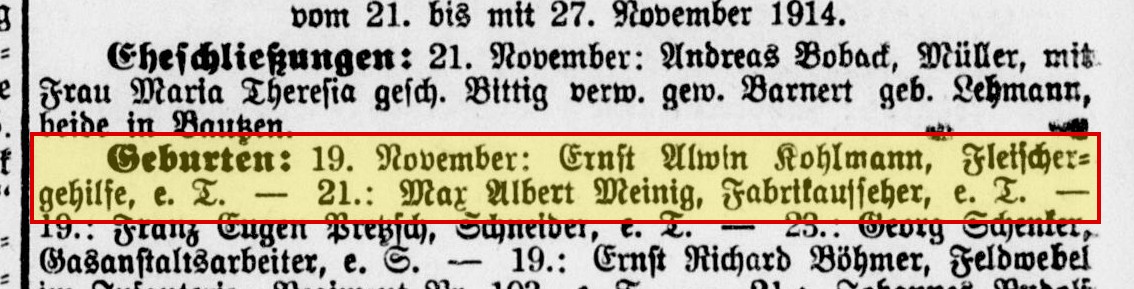 vom 21. bis mit 27. November 1914.
Eheschließungen: 21. November: Andreas Back, Müller, mit
Frau Maria Theresia gesch. Bittig verw. gew. Barnert geb. Lehmann,
beide in Bautzen.
Geburten: 19. November: Ernst Alwin Kohlmann, Fleischer-
gehilfe, e. T. — 21.: Max Albert Meinig, Fabrikaufseher, e. T. —
19.: Franz Eugen Pretzsch, Schneider, e. T. — 23.: Georg Schenker,
Gasanstaltsarbeiter, e. S. — 19.: Ernst Richard Böhmer, Feldwebel